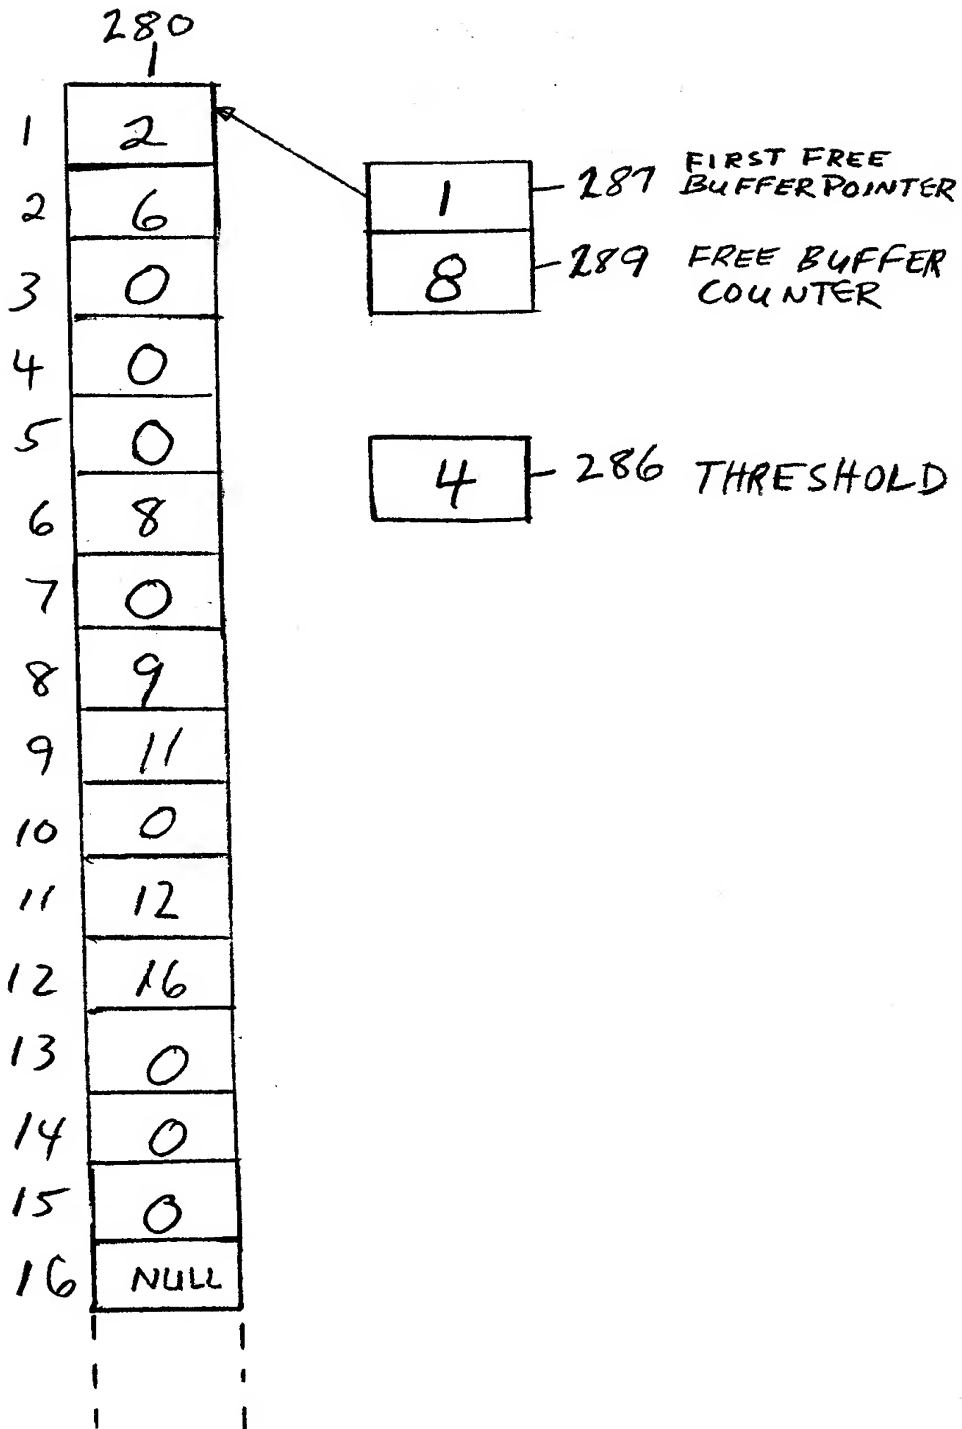 280
1 2
2 6
3 0
4 0
5 0
6 8
7 0
8 9
9 11
10 0
11 12
12 16
13 0
14 0
15 0
16 NULL
1 287 FIRST FREE
BUFFER POINTER
8 289 FREE BUFFER
COUNTER
4 286 THRESHOLD